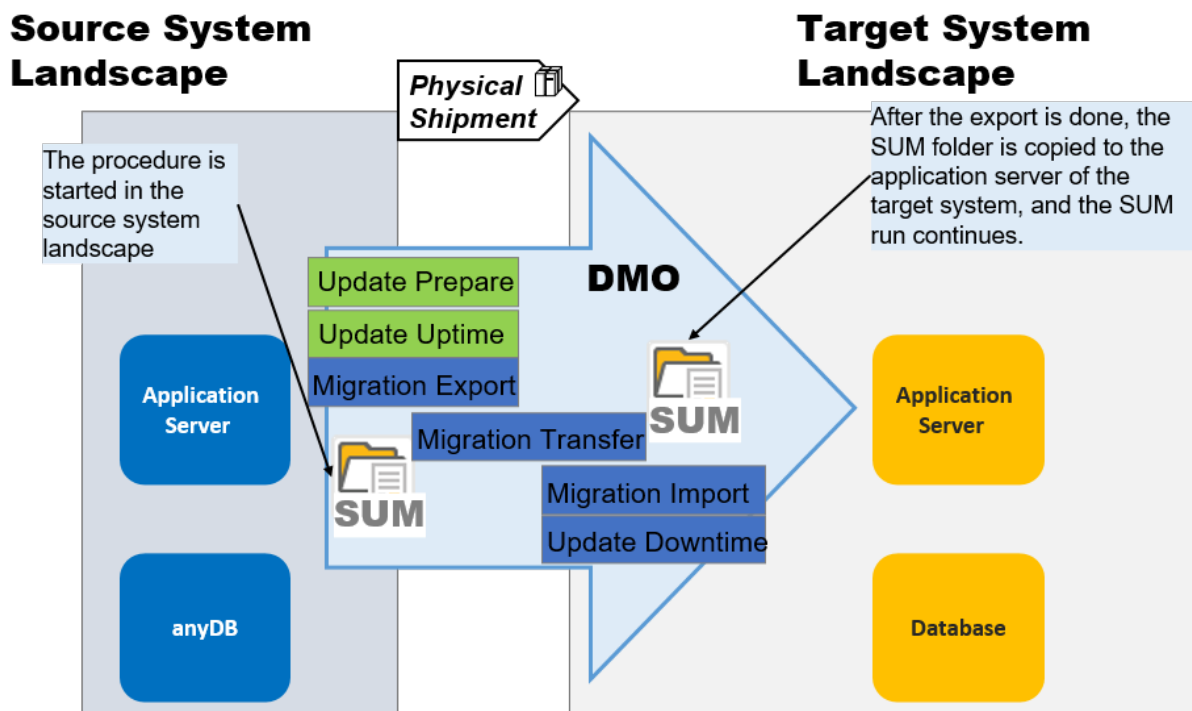 Source System
Landscape
Physical
Shipment
Target System
Landscape
The procedure is
started in the
source system
landscape
After the export is done, the
SUM folder is copied to the
application server of the
target system, and the SUM
run continues.
DMO
Update Prepare
Update Uptime
Migration Export
Migration Transfer
SUM
SUM
Migration Import
Update Downtime
Application
Server
anyDB
Application
Server
Database